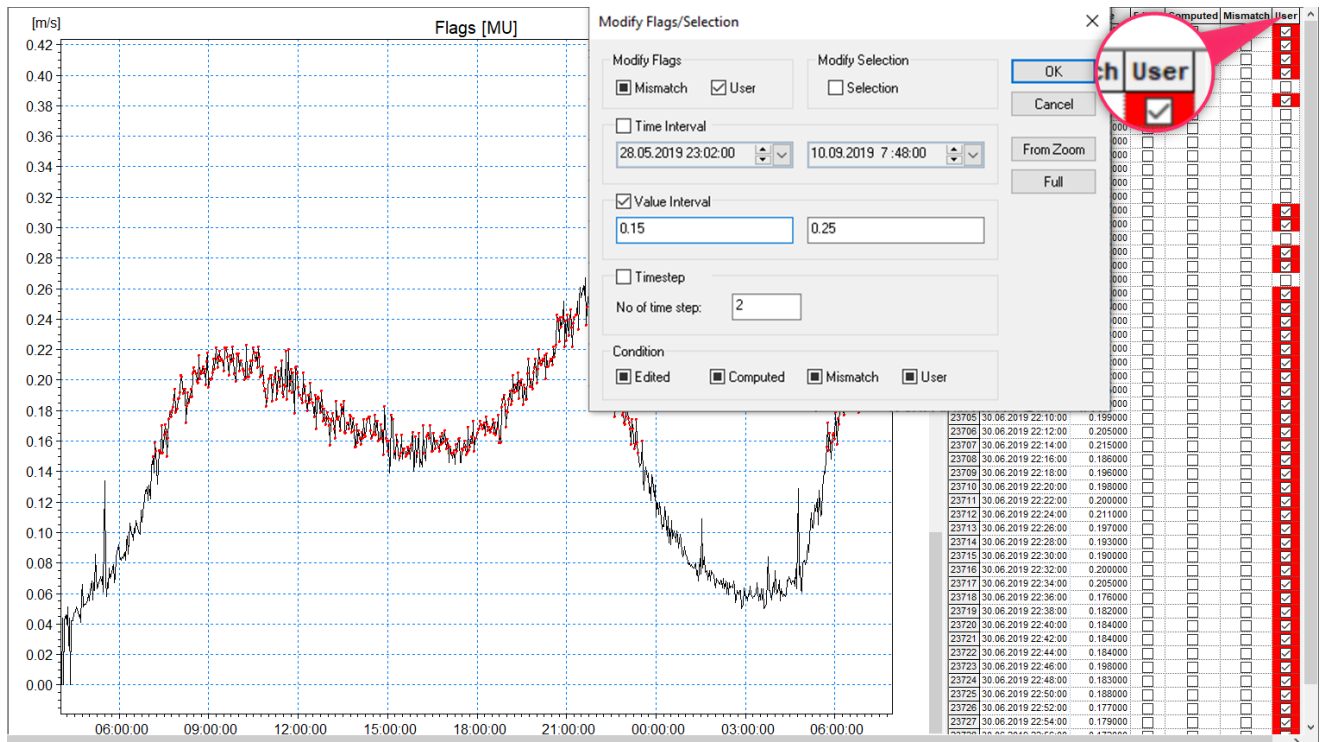 [m/s]
Flags [MU]
0.42
0.40
0.38
0.36
0.34
0.32
0.30
0.28
0.26
0.24
0.22
0.20
0.18
0.16
0.14
0.12
0.10
0.08
0.06
0.04
0.02
0.00
06:00:00 09:00:00 12:00:00 15:00:00 18:00:00 21:00:00 00:00:00 03:00:00 06:00:00
Modify Flags/Selection
Modify Flags
Mismatch User
Modify Selection
Selection
OK
Cancel
From Zoom
Full
Time Interval
28.05.2019 23:02:00 10.09.2019 7:48:00
Value Interval
0.15 0.25
Timestep
No of time step: 2
Condition
Edited Computed Mismatch User
Computed Mismatch User
User
23705 30.06.2019 22:10:00 0.199000
23706 30.06.2019 22:12:00 0.205000
23707 30.06.2019 22:14:00 0.215000
23708 30.06.2019 22:16:00 0.186000
23709 30.06.2019 22:18:00 0.196000
23710 30.06.2019 22:20:00 0.198000
23711 30.06.2019 22:22:00 0.200000
23712 30.06.2019 22:24:00 0.211000
23713 30.06.2019 22:26:00 0.197000
23714 30.06.2019 22:28:00 0.193000
23715 30.06.2019 22:30:00 0.190000
23716 30.06.2019 22:32:00 0.200000
23717 30.06.2019 22:34:00 0.205000
23718 30.06.2019 22:36:00 0.176000
23719 30.06.2019 22:38:00 0.182000
23720 30.06.2019 22:40:00 0.184000
23721 30.06.2019 22:42:00 0.184000
23722 30.06.2019 22:44:00 0.184000
23723 30.06.2019 22:46:00 0.198000
23724 30.06.2019 22:48:00 0.183000
23725 30.06.2019 22:50:00 0.188000
23726 30.06.2019 22:52:00 0.177000
23727 30.06.2019 22:54:00 0.179000